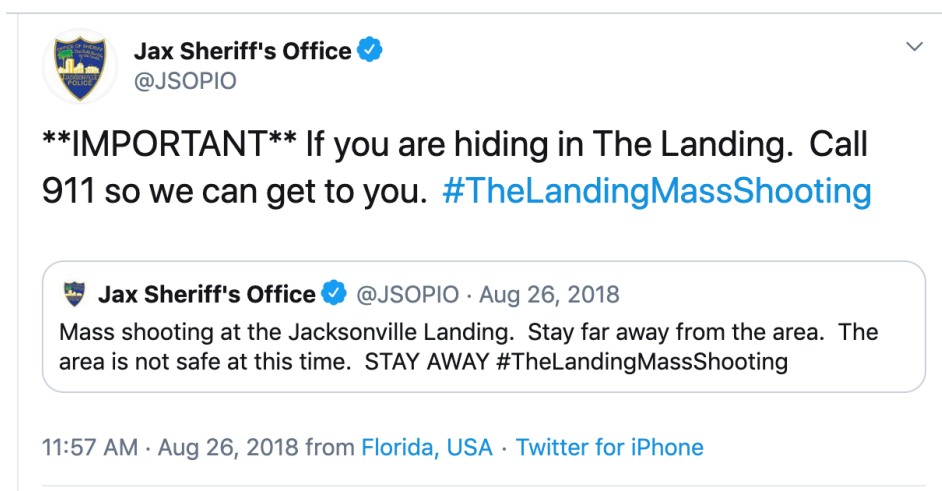 Jax Sheriff's Office
@JSOPIO
**IMPORTANT** If you are hiding in The Landing.  Call
911 so we can get to you.  #TheLandingMassShooting
Jax Sheriff's Office @JSOPIO · Aug 26, 2018
Mass shooting at the Jacksonville Landing.  Stay far away from the area.  The
area is not safe at this time.  STAY AWAY #TheLandingMassShooting
11:57 AM · Aug 26, 2018 from Florida, USA · Twitter for iPhone